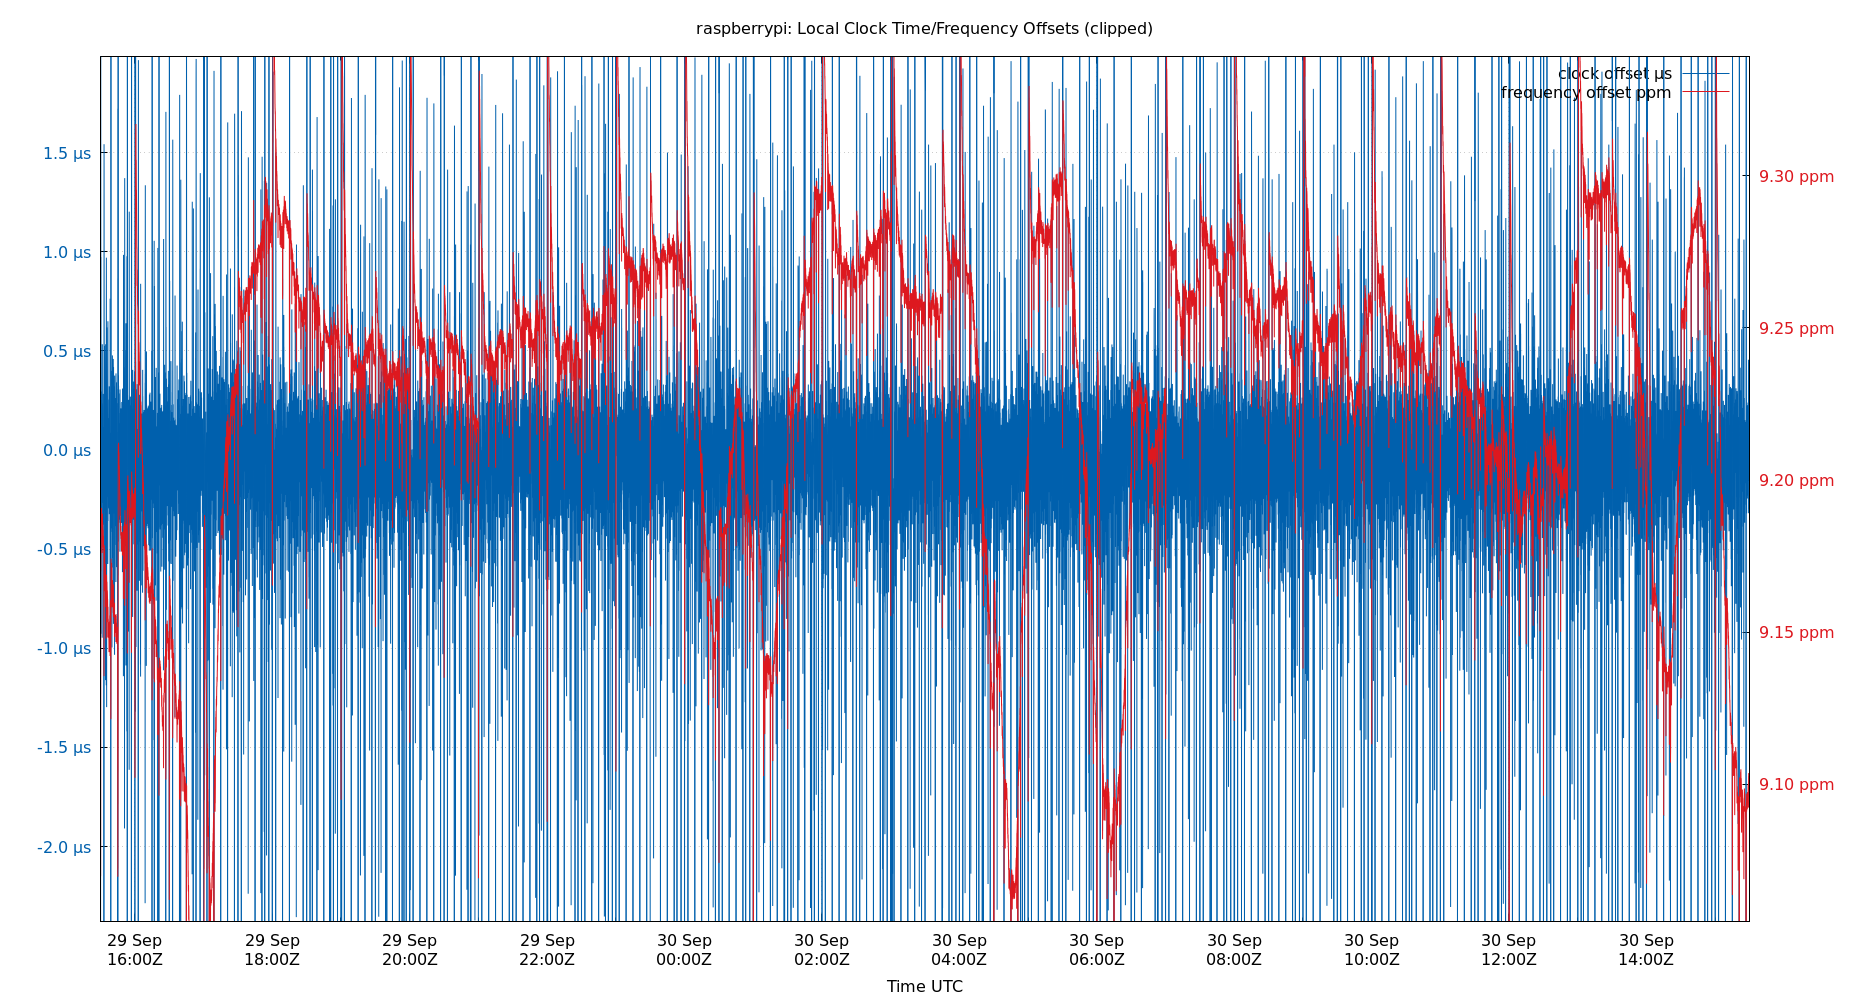 raspberrypi: Local Clock Time/Frequency Offsets (clipped)
clock offset µs
frequency offset ppm
1.5 µs
1.0 µs
0.5 µs
0.0 µs
-0.5 µs
-1.0 µs
-1.5 µs
-2.0 µs
9.30 ppm
9.25 ppm
9.20 ppm
9.15 ppm
9.10 ppm
29 Sep 29 Sep 29 Sep 29 Sep 30 Sep 30 Sep 30 Sep 30 Sep 30 Sep 30 Sep 30 Sep 30 Sep
16:00Z 18:00Z 20:00Z 22:00Z 00:00Z 02:00Z 04:00Z 06:00Z 08:00Z 10:00Z 12:00Z 14:00Z
Time UTC